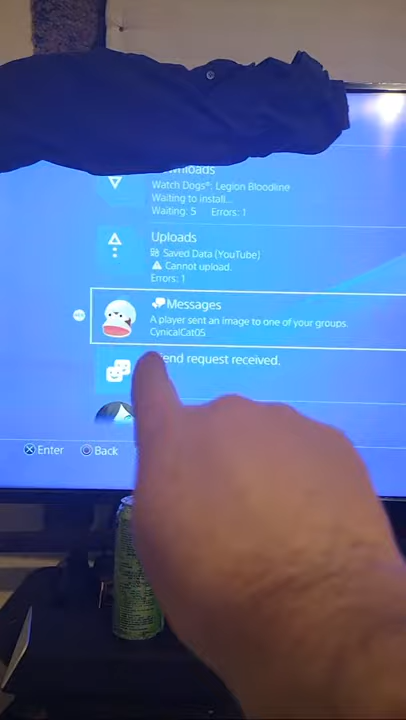 Watch Dogs®: Legion Bloodline
Waiting to install...
Waiting: 5 Errors: 1
Uploads
Saved Data (YouTube)
Cannot upload.
Errors: 1
Messages
A player sent an image to one of your groups.
CynicalCat05
request received.
Enter Back